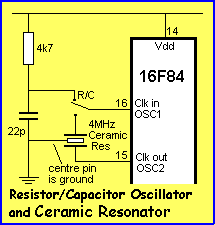 14
4k7
Vdd
16F84
R/C
16
Clk in
OSC1
4MHz
Ceramic
Res
22p
15
Clk out
OSC2
centre pin
is ground
Resistor/Capacitor Oscillator
and Ceramic Resonator